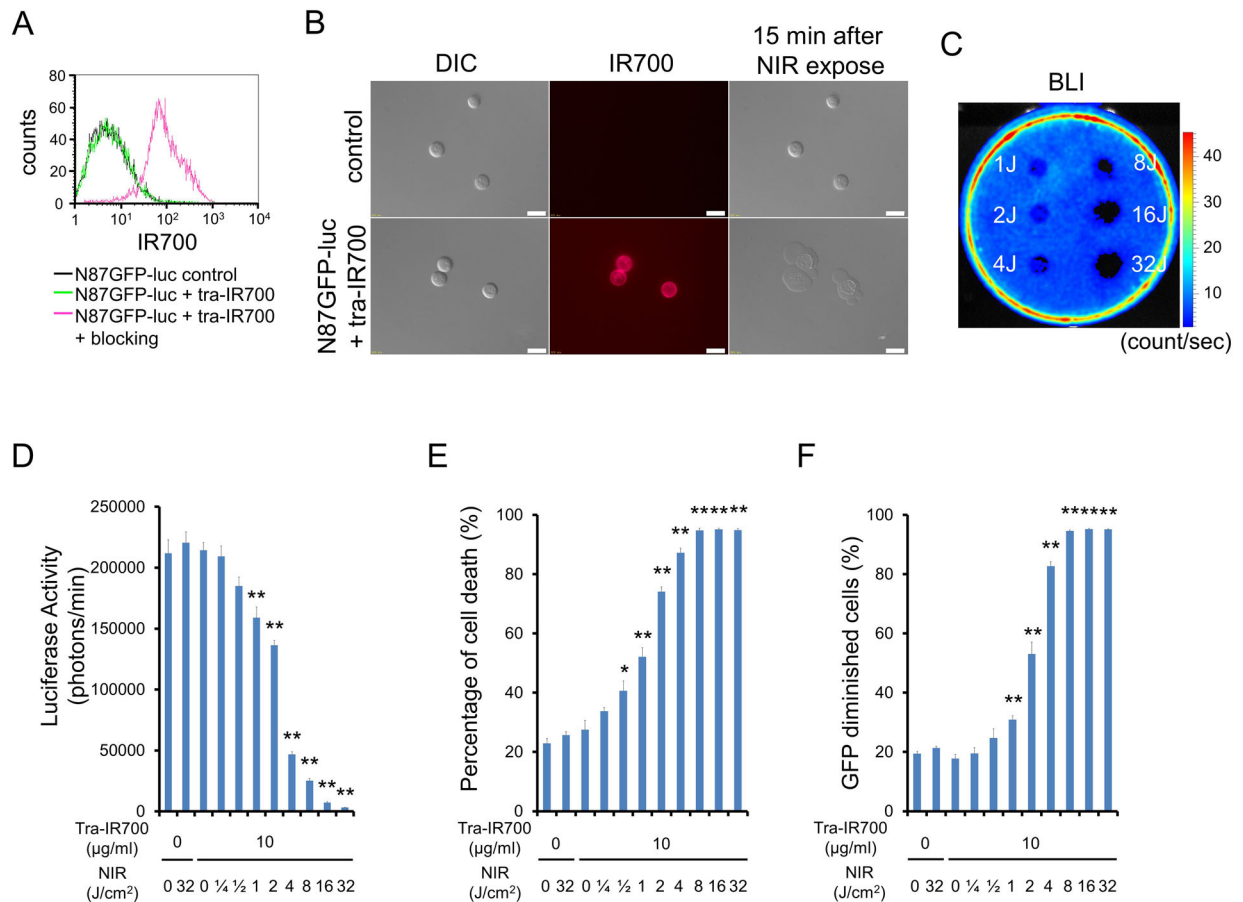 A
80
60
40
20
0
counts
1 10¹ 10² 10³ 10⁴
IR700
N87GFP-luc control
N87GFP-luc + tra-IR700
N87GFP-luc + tra-IR700
+ blocking
B
DIC
IR700
15 min after
NIR expose
control
N87GFP-luc
+ tra-IR700
C
BLI
1J 8J
2J 16J
4J 32J
40
30
20
10
(count/sec)
D
Luciferase Activity
(photons/min)
250000
200000
150000
100000
50000
0
** ** ** ** ** **
Tra-IR700
(µg/ml)
0 10
NIR
(J/cm²)
0 32 0 ¼ ½ 1 2 4 8 16 32
E
Percentage of cell death (%)
100
80
60
40
20
0
* ** ** ** ** ** **
Tra-IR700
(µg/ml)
0 10
NIR
(J/cm²)
0 32 0 ¼ ½ 1 2 4 8 16 32
F
GFP diminished cells (%)
100
80
60
40
20
0
** ** ** ** ** **
Tra-IR700
(µg/ml)
0 10
NIR
(J/cm²)
0 32 0 ¼ ½ 1 2 4 8 16 32